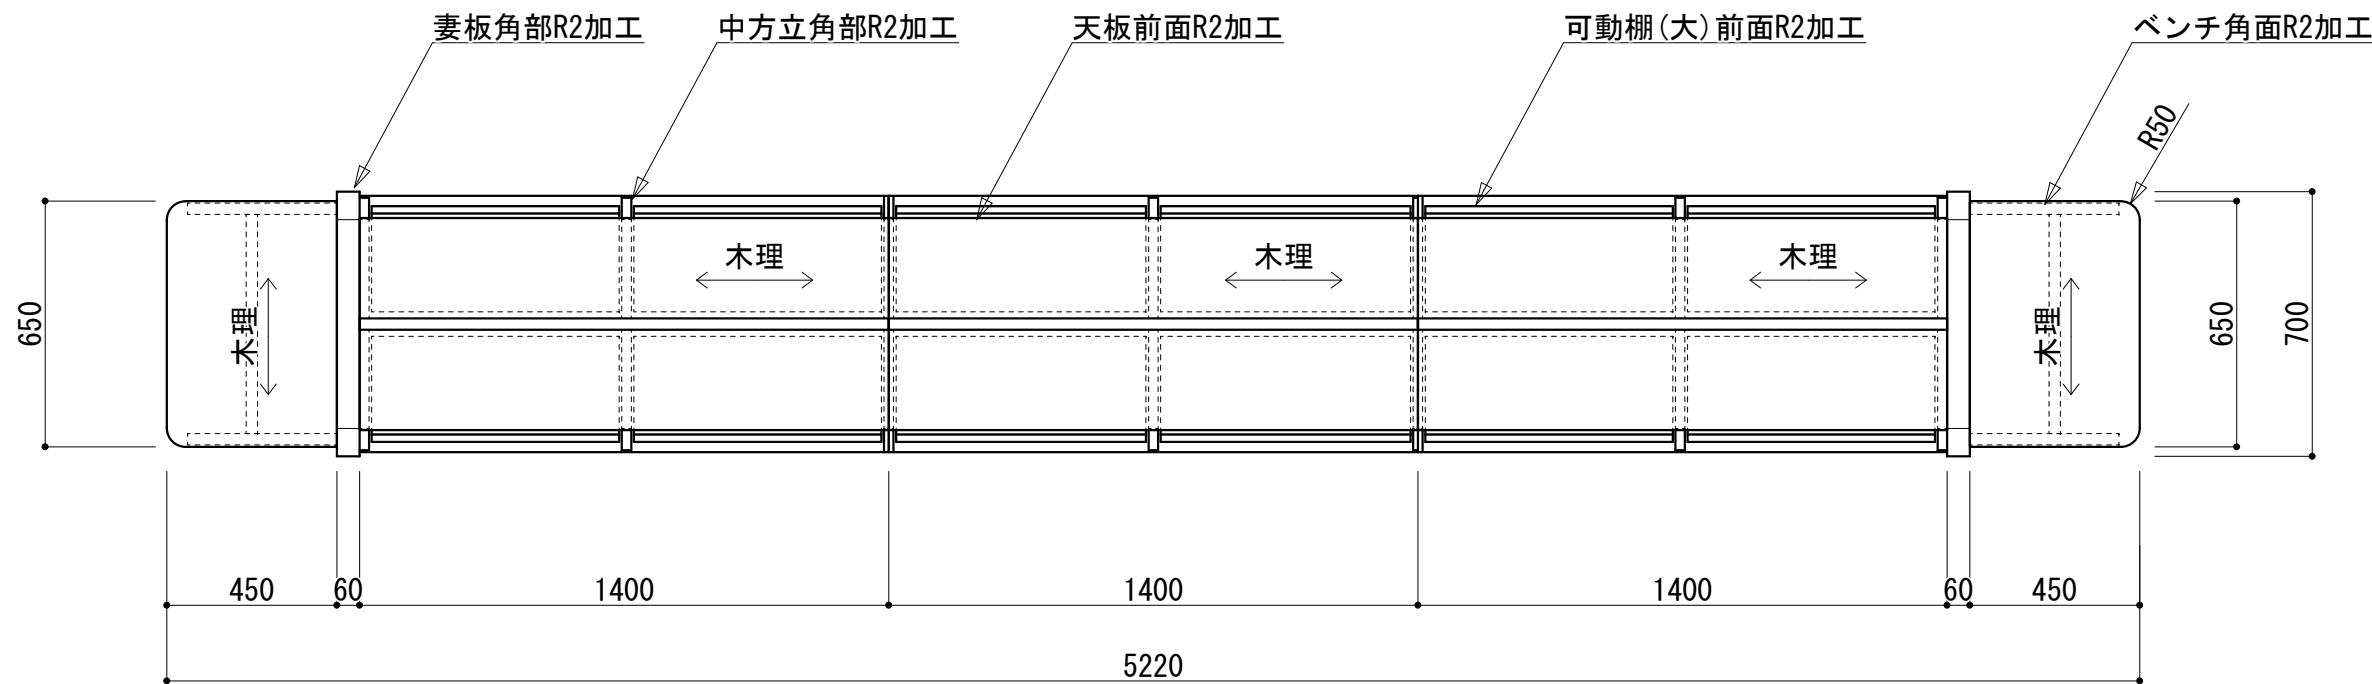 妻板角部R2加工
中方立角部R2加工
天板前面R2加工
可動棚(大)前面R2加工
ベンチ角面R2加工
R50
木理
木理
木理
650
木理
木理
650
700
450
60
1400
1400
1400
60
450
5220